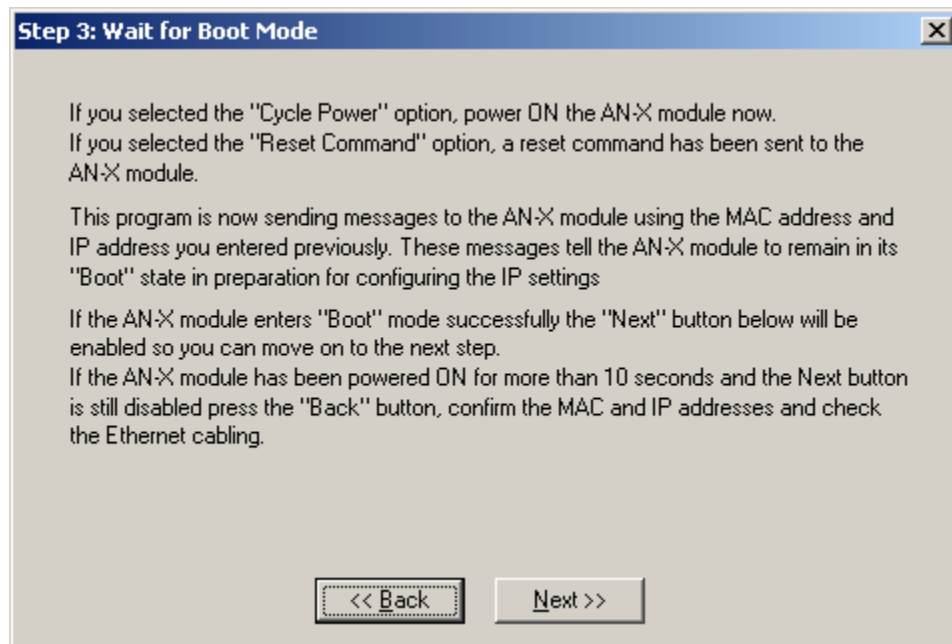 Step 3: Wait for Boot Mode
If you selected the "Cycle Power" option, power ON the AN-X module now.
If you selected the "Reset Command" option, a reset command has been sent to the
AN-X module.
This program is now sending messages to the AN-X module using the MAC address and
IP address you entered previously. These messages tell the AN-X module to remain in its
"Boot" state in preparation for configuring the IP settings
If the AN-X module enters "Boot" mode successfully the "Next" button below will be
enabled so you can move on to the next step.
If the AN-X module has been powered ON for more than 10 seconds and the Next button
is still disabled press the "Back" button, confirm the MAC and IP addresses and check
the Ethernet cabling.
<< Back Next >>